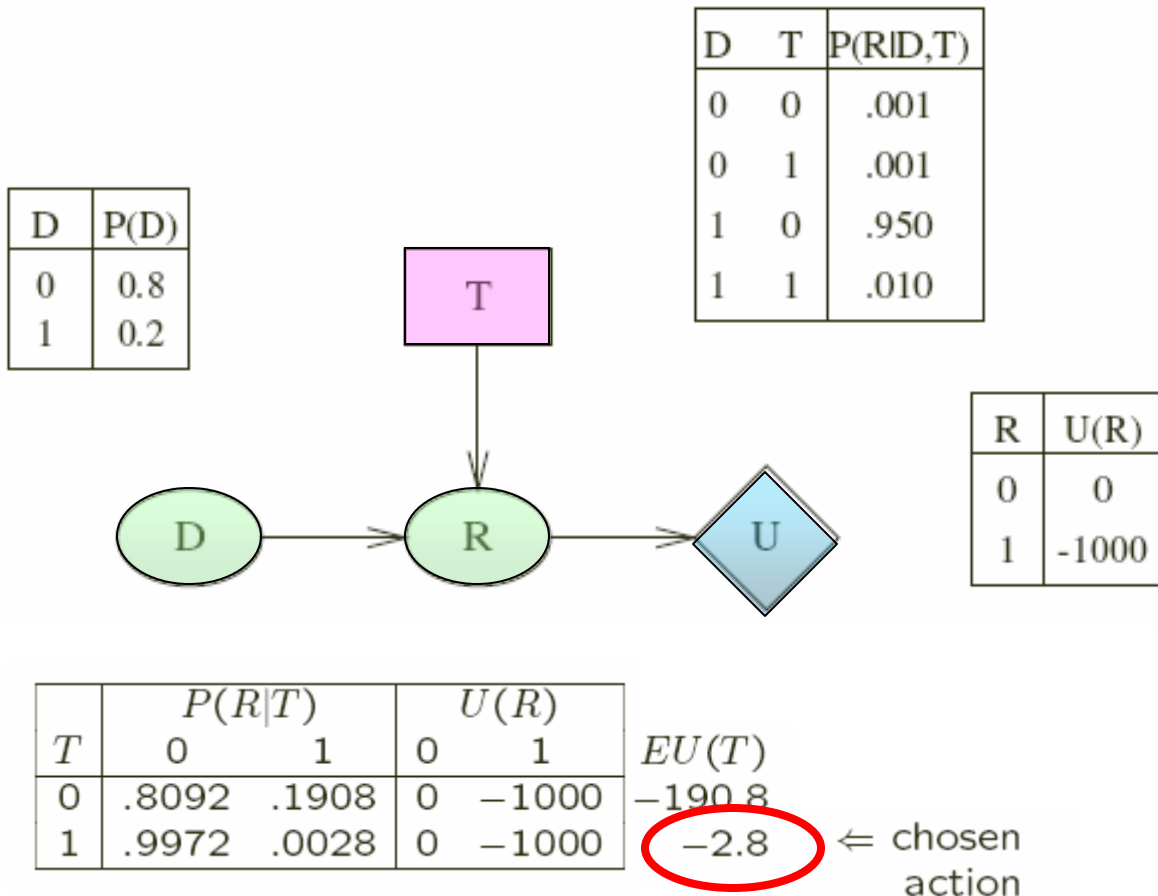 D T P(R|D,T)
0 0 .001
0 1 .001
1 0 .950
1 1 .010
D P(D)
0 0.8
1 0.2
T
R U(R)
0 0
1 -1000
D R U
P(R|T) U(R)
T 0 1 0 1 EU(T)
0 .8092 .1908 0 −1000 −190.8
1 .9972 .0028 0 −1000 −2.8 ⇐ chosen
action